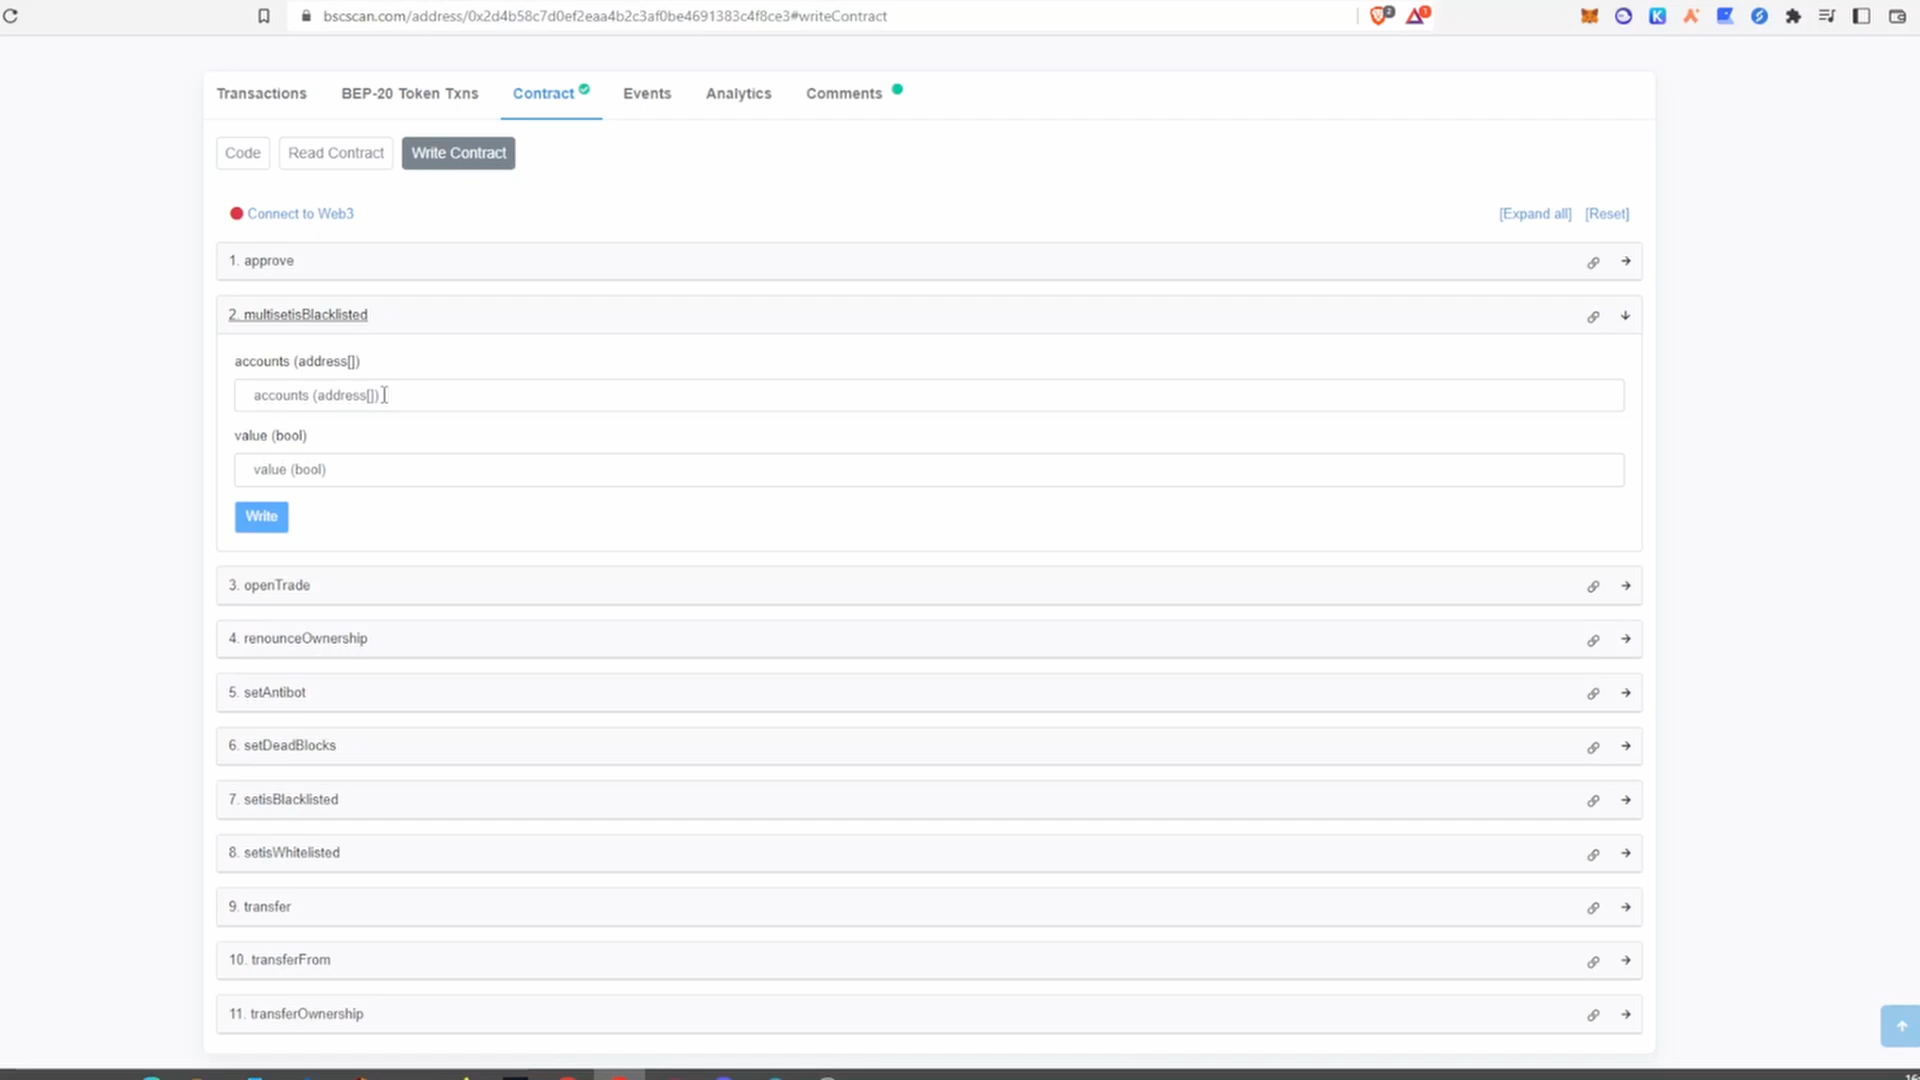 bscscan.com/address/0x2d4b58c7d0ef2eaa4b2c3af0be4691383c4f8ce3#writeContract
2
1
K
Transactions
BEP-20 Token Txns
Contract
Events
Analytics
Comments
Code
Read Contract
Write Contract
Connect to Web3
[Expand all]
[Reset]
1. approve
2. multisetisBlacklisted
accounts (address[])
accounts (address[])
value (bool)
value (bool)
Write
3. openTrade
4. renounceOwnership
5. setAntibot
6. setDeadBlocks
7. setisBlacklisted
8. setisWhitelisted
9. transfer
10. transferFrom
11. transferOwnership